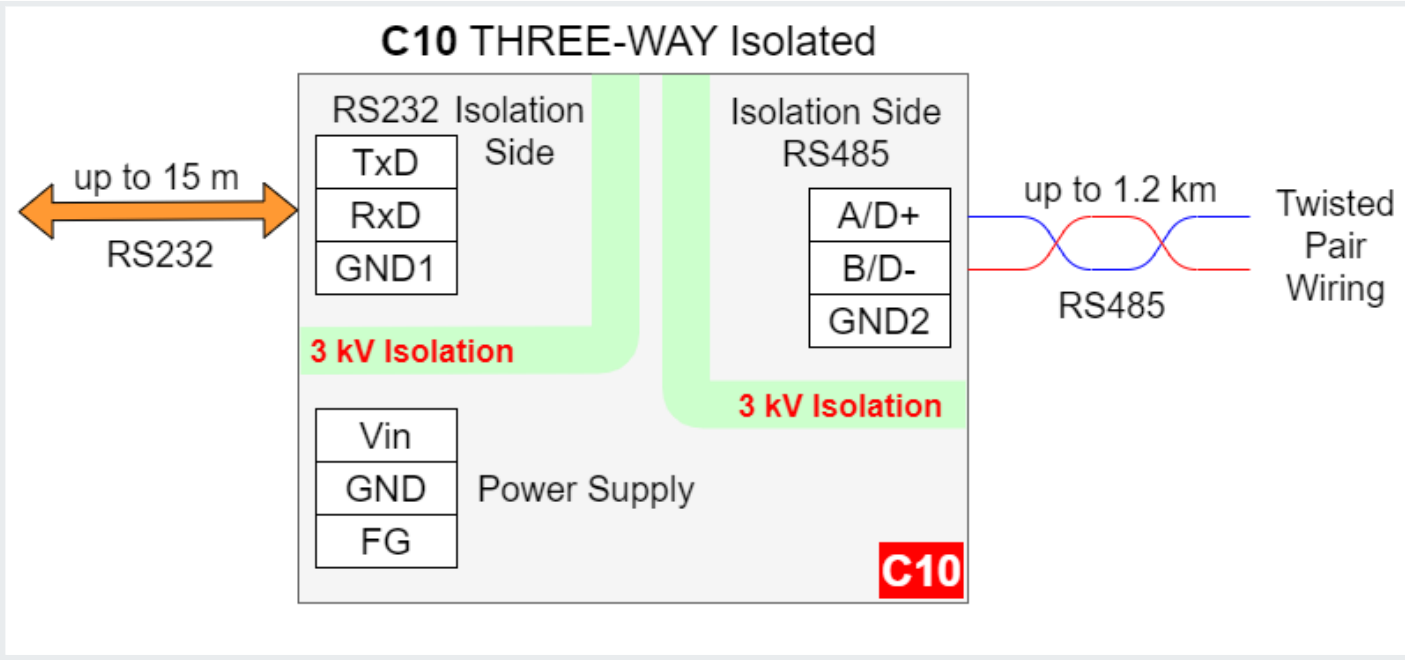 C10 THREE-WAY Isolated
RS232 Isolation
Side
TxD
RxD
GND1
up to 15 m
RS232
3 kV Isolation
Isolation Side
RS485
A/D+
B/D-
GND2
up to 1.2 km
RS485
Twisted
Pair
Wiring
3 kV Isolation
Vin
GND
FG
Power Supply
C10